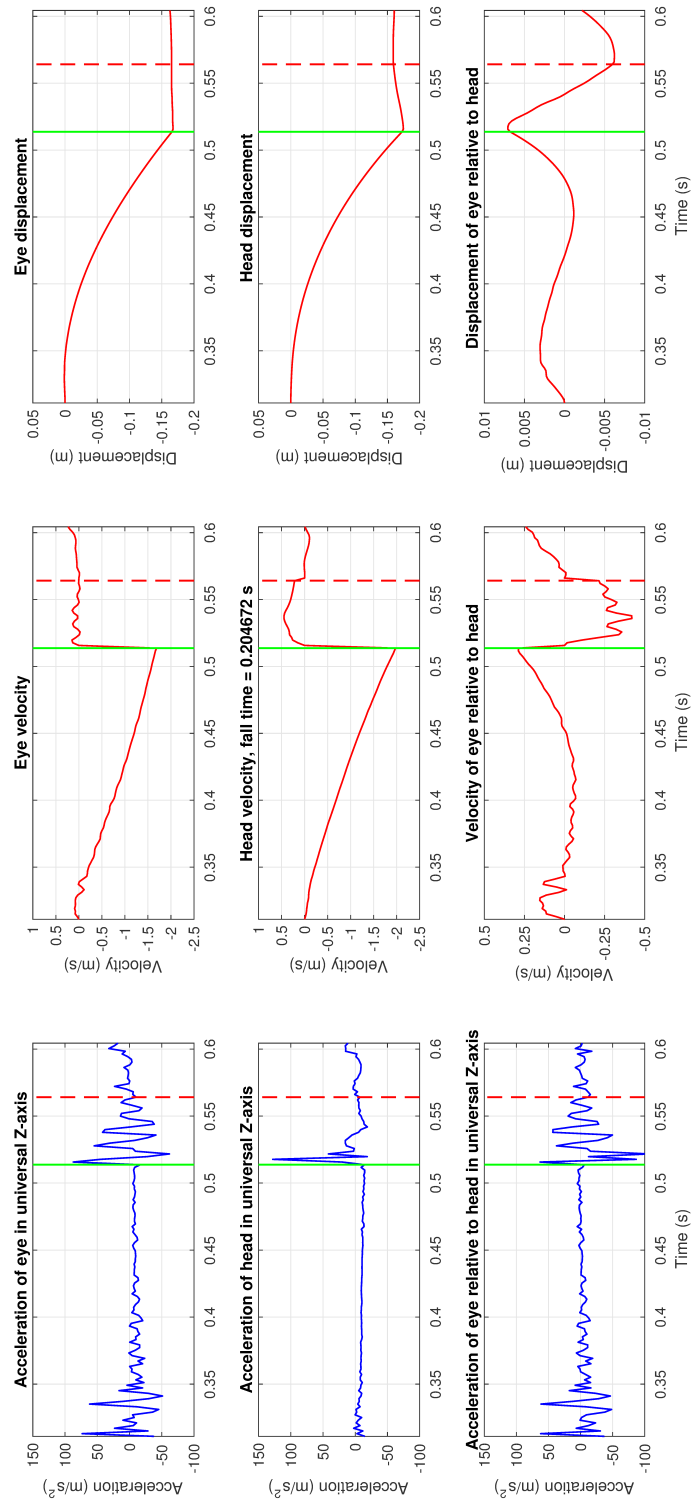 Acceleration of eye in universal Z-axis
Acceleration (m/s²)
150
100
50
0
-50
-100
0.35 0.4 0.45 0.5 0.55 0.6
Eye velocity
Velocity (m/s)
1
0.5
0
-0.5
-1
-1.5
-2
-2.5
0.35 0.4 0.45 0.5 0.55 0.6
Eye displacement
Displacement (m)
0.05
0
-0.05
-0.1
-0.15
-0.2
0.35 0.4 0.45 0.5 0.55 0.6
Acceleration of head in universal Z-axis
Acceleration (m/s²)
150
100
50
0
-50
-100
0.35 0.4 0.45 0.5 0.55 0.6
Head velocity, fall time = 0.204672 s
Velocity (m/s)
1
0.5
0
-0.5
-1
-1.5
-2
-2.5
0.35 0.4 0.45 0.5 0.55 0.6
Head displacement
Displacement (m)
0.05
0
-0.05
-0.1
-0.15
-0.2
0.35 0.4 0.45 0.5 0.55 0.6
Acceleration of eye relative to head in universal Z-axis
Acceleration (m/s²)
150
100
50
0
-50
-100
0.35 0.4 0.45 0.5 0.55 0.6
Time (s)
Velocity of eye relative to head
Velocity (m/s)
0.5
0.25
0
-0.25
-0.5
0.35 0.4 0.45 0.5 0.55 0.6
Time (s)
Displacement of eye relative to head
Displacement (m)
0.01
0.005
0
-0.005
-0.01
0.35 0.4 0.45 0.5 0.55 0.6
Time (s)